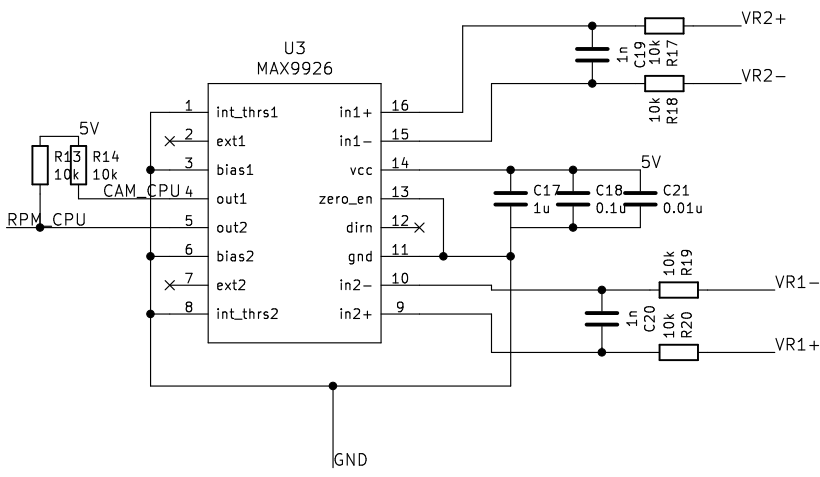 VR2+
U3
MAX9926
1n
C19
10k
R17
VR2-
10k
R18
1 int_thrs1 in1+ 16
2 ext1 in1- 15
3 bias1 vcc 14
4 out1 zero_en 13
5 out2 dirn 12
6 bias2 gnd 11
7 ext2 in2- 10
8 int_thrs2 in2+ 9
5V
R13
10k
R14
10k
CAM_CPU
RPM_CPU
5V
C17
1u
C18
0.1u
C21
0.01u
10k
R19
VR1-
1n
C20
10k
R20
VR1+
GND